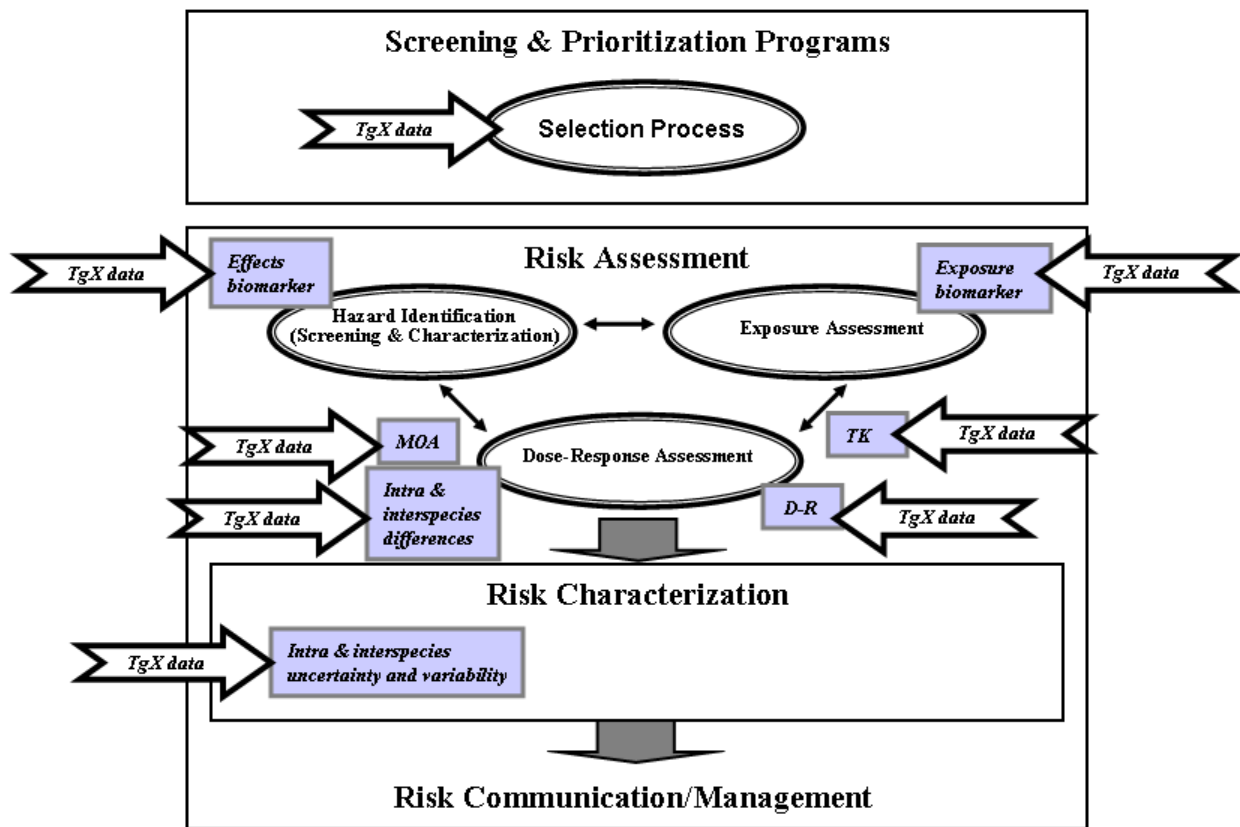 Screening & Prioritization Programs
TgX data
Selection Process
Risk Assessment
TgX data
Effects
biomarker
Exposure
biomarker
TgX data
Hazard Identification
(Screening & Characterization)
Exposure Assessment
TgX data
MOA
Dose-Response Assessment
TK
TgX data
TgX data
Intra &
interspecies
differences
D-R
TgX data
Risk Characterization
TgX data
Intra & interspecies
uncertainty and variability
Risk Communication/Management